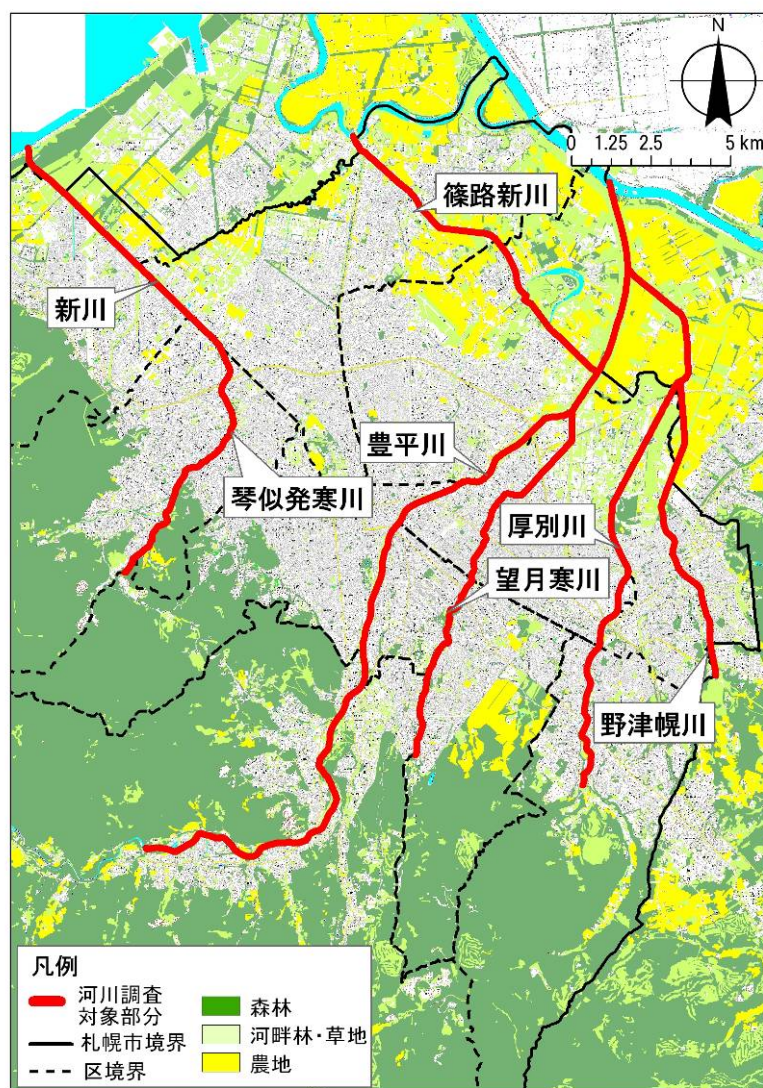 N
0 1.25 2.5 5 km
篠路新川
新川
豊平川
琴似発寒川
厚別川
望月寒川
野津幌川
凡例
河川調査
対象部分
札幌市境界
区境界
森林
河畔林・草地
農地